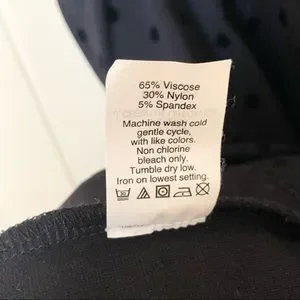 65% Viscose
30% Nylon
5% Spandex
Machine wash cold
gentle cycle,
with like colors.
Non chlorine
bleach only.
Tumble dry low.
Iron on lowest setting.